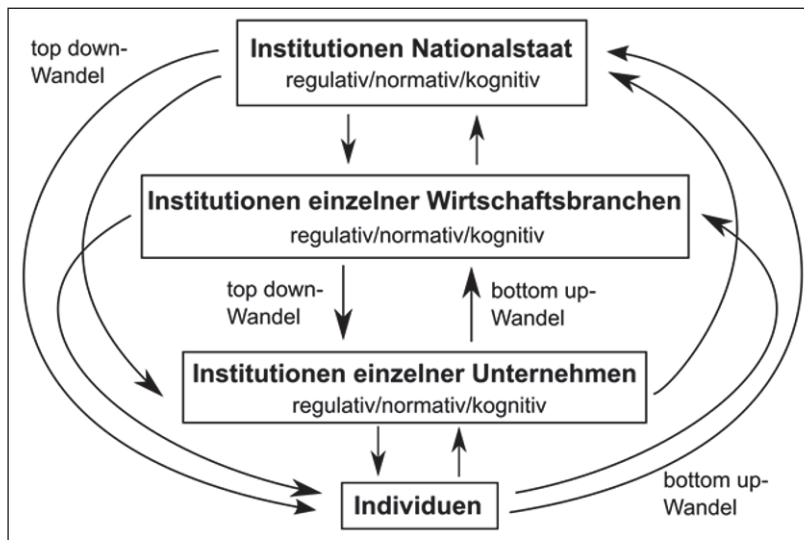 top down-
Wandel
Institutionen Nationalstaat
regulativ/normativ/kognitiv
Institutionen einzelner Wirtschaftsbranchen
regulativ/normativ/kognitiv
top down-
Wandel
bottom up-
Wandel
Institutionen einzelner Unternehmen
regulativ/normativ/kognitiv
Individuen
bottom up-
Wandel